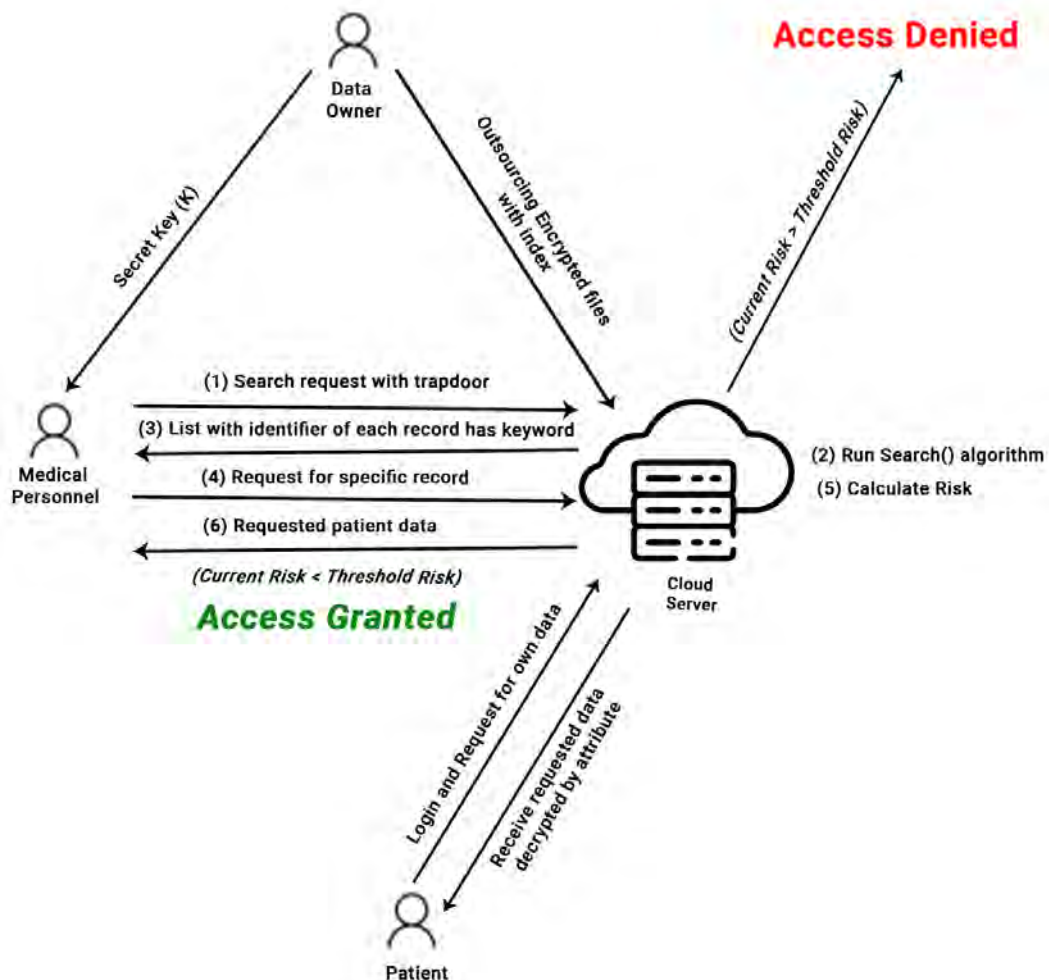 Access Denied
Data
Owner
Secret Key (K)
Outsourcing Encrypted files
with index
(Current Risk > Threshold Risk)
(1) Search request with trapdoor
(3) List with identifier of each record has keyword
Medical
Personnel
(4) Request for specific record
(6) Requested patient data
(Current Risk < Threshold Risk)
Access Granted
(2) Run Search() algorithm
(5) Calculate Risk
Cloud
Server
Login and Request for own data
Receive requested data
decrypted by attribute
Patient